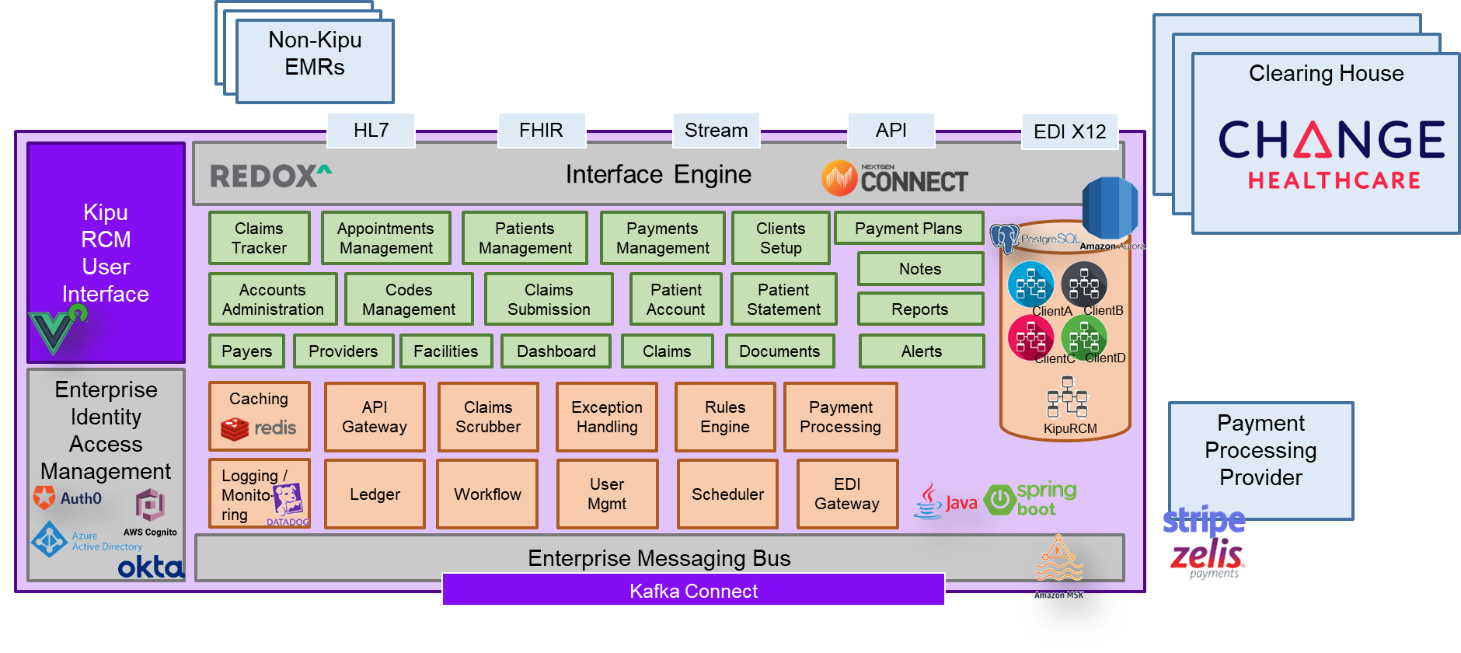 Non-Kipu
EMRs
Clearing House
CHANGE
HEALTHCARE
HL7
FHIR
Stream
API
EDI X12
Kipu
RCM
User
Interface
REDOX
Interface Engine
NEXTGEN
CONNECT
Claims
Tracker
Appointments
Management
Patients
Management
Payments
Management
Clients
Setup
Payment Plans
Notes
Accounts
Administration
Codes
Management
Claims
Submission
Patient
Account
Patient
Statement
Reports
Payers
Providers
Facilities
Dashboard
Claims
Documents
Alerts
PostgreSQL
Amazon Aurora
ClientA
ClientB
ClientC
ClientD
KipuRCM
Enterprise
Identity
Access
Management
Auth0
AWS Cognito
Azure
Active Directory
okta
Caching
redis
API
Gateway
Claims
Scrubber
Exception
Handling
Rules
Engine
Payment
Processing
Logging /
Monito-
ring
DATADOG
Ledger
Workflow
User
Mgmt
Scheduler
EDI
Gateway
Java
spring
boot
Enterprise Messaging Bus
K
Amazon MSK
Kafka Connect
Payment
Processing
Provider
stripe
zelis
payments